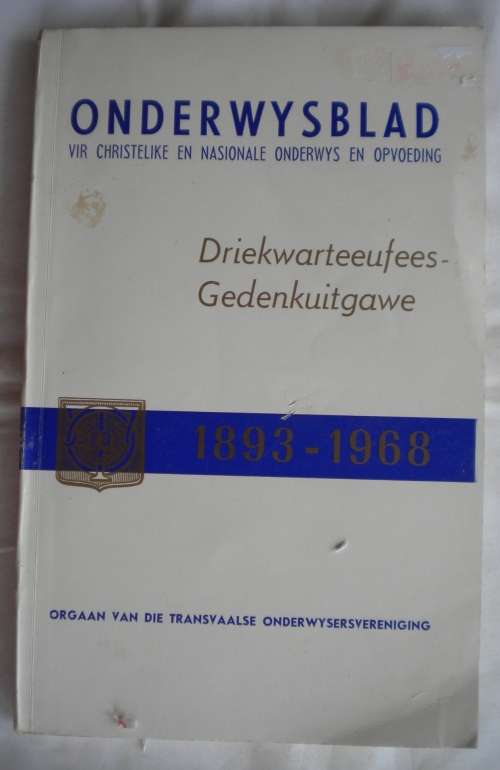 ONDERWYSBLAD
VIR CHRISTELIKE EN NASIONALE ONDERWYS EN OPVOEDING
Driekwarteeufees-
Gedenkuitgawe
1893-1968
ORGAAN VAN DIE TRANSVAALSE ONDERWYSERSVERENIGING